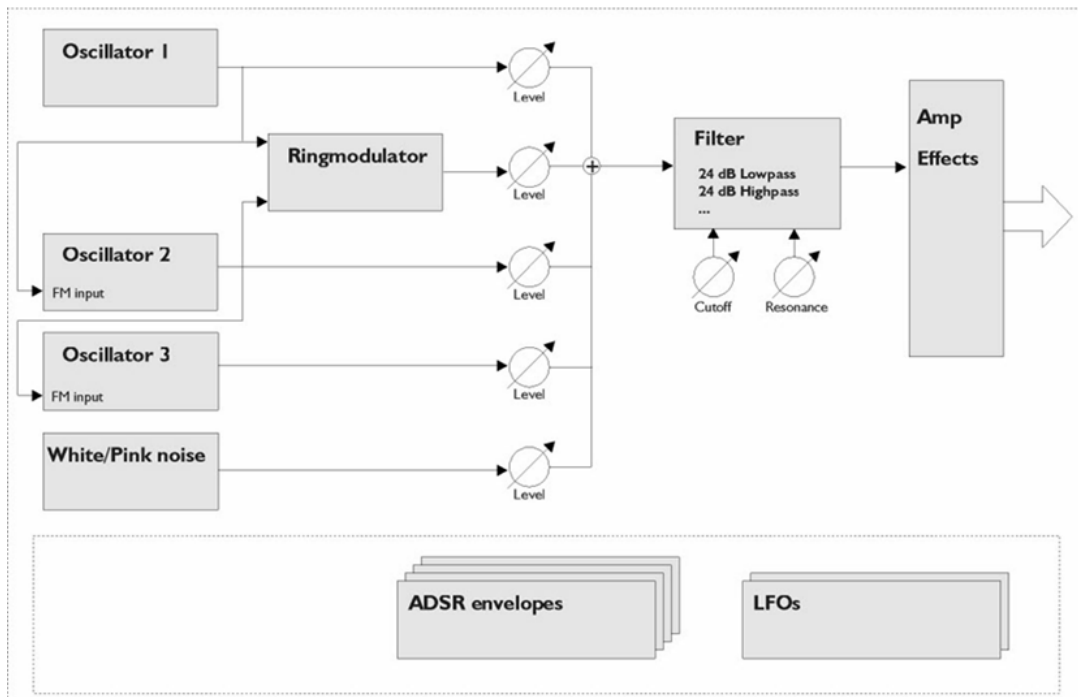 Oscillator 1
Level
Ringmodulator
Level
Oscillator 2
FM input
Level
Oscillator 3
FM input
Level
White/Pink noise
Level
Filter
24 dB Lowpass
24 dB Highpass
...
Cutoff
Resonance
Amp
Effects
ADSR envelopes
LFOs